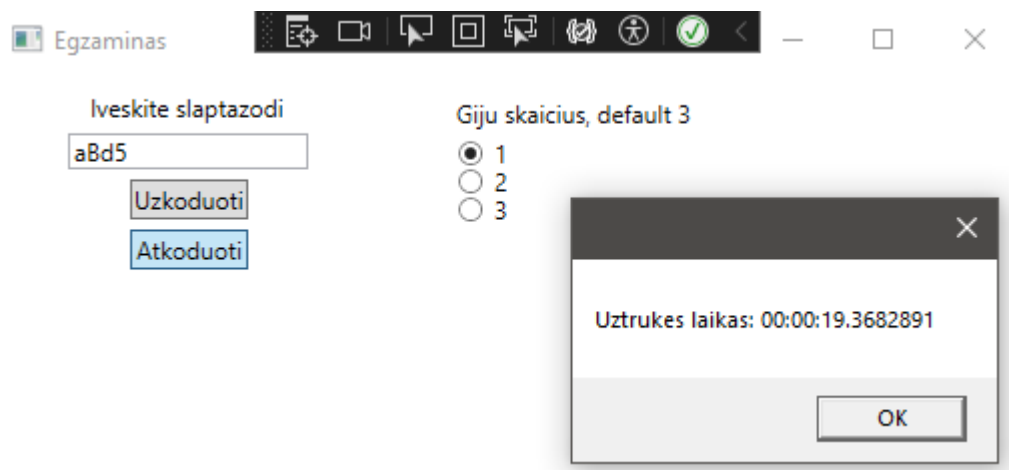 Egzaminas
Iveskite slaptazodi
aBd5
Uzkoduoti
Atkoduoti
Giju skaicius, default 3
1
2
3
Uztrukes laikas: 00:00:19.3682891
OK